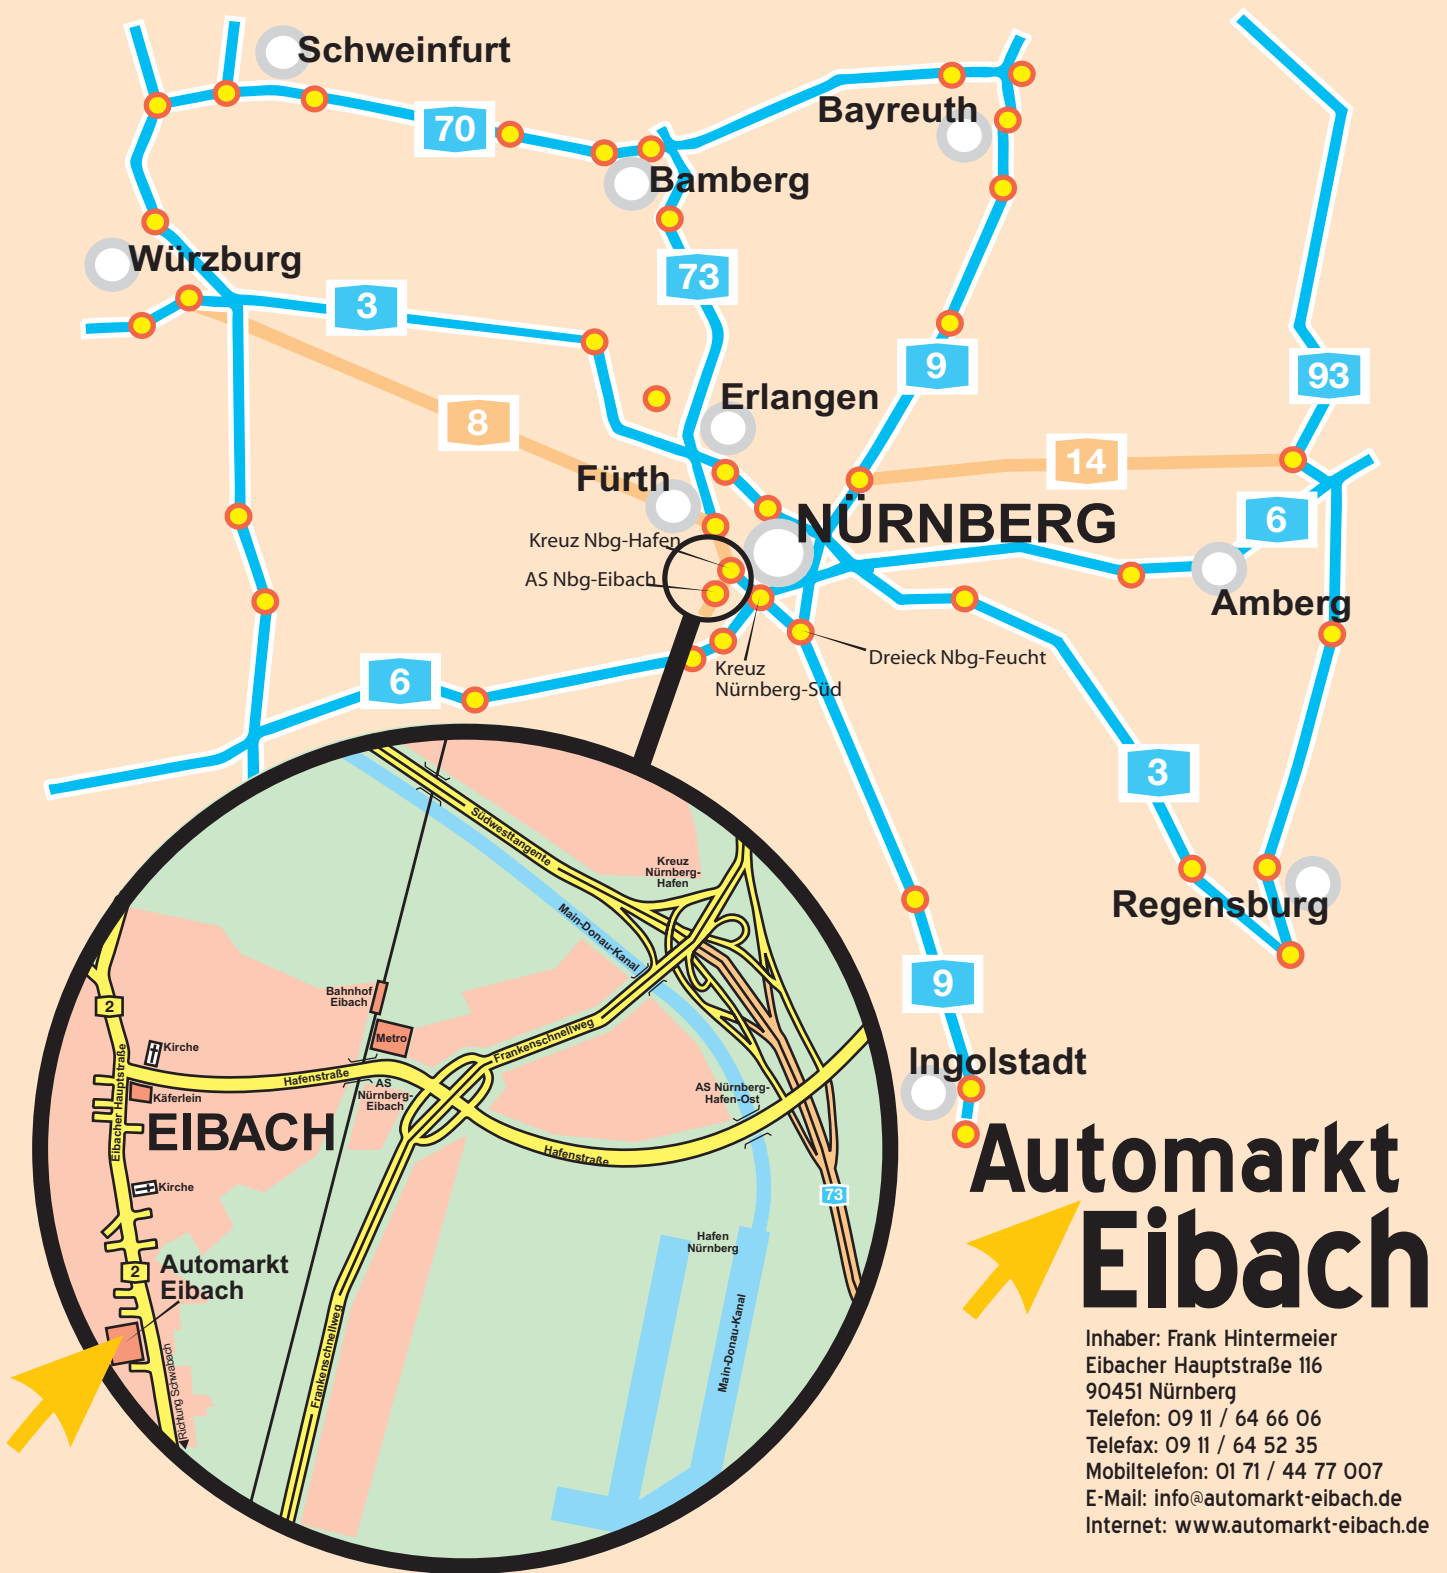 Schweinfurt
70
Bayreuth
Bamberg
Würzburg
73
3
9
93
Erlangen
8
14
Fürth
NÜRNBERG
6
Kreuz Nbg-Hafen
AS Nbg-Eibach
Amberg
Dreieck Nbg-Feucht
Kreuz
Nürnberg-Süd
6
3
Regensburg
9
Ingolstadt
Südwesttangente
Kreuz
Nürnberg-
Hafen
Main-Donau-Kanal
Bahnhof
Eibach
Metro
Frankenschnellweg
2
Kirche
Hafenstraße
AS
Nürnberg-
Eibach
AS Nürnberg-
Hafen-Ost
Käferlein
Eibacher Hauptstraße
EIBACH
Hafenstraße
Kirche
73
Hafen
Nürnberg
2
Automarkt
Eibach
Frankenschnellweg
Main-Donau-Kanal
Richtung Schwabach
Automarkt
Eibach
Inhaber: Frank Hintermeier
Eibacher Hauptstraße 116
90451 Nürnberg
Telefon: 09 11 / 64 66 06
Telefax: 09 11 / 64 52 35
Mobiltelefon: 01 71 / 44 77 007
E-Mail: info@automarkt-eibach.de
Internet: www.automarkt-eibach.de